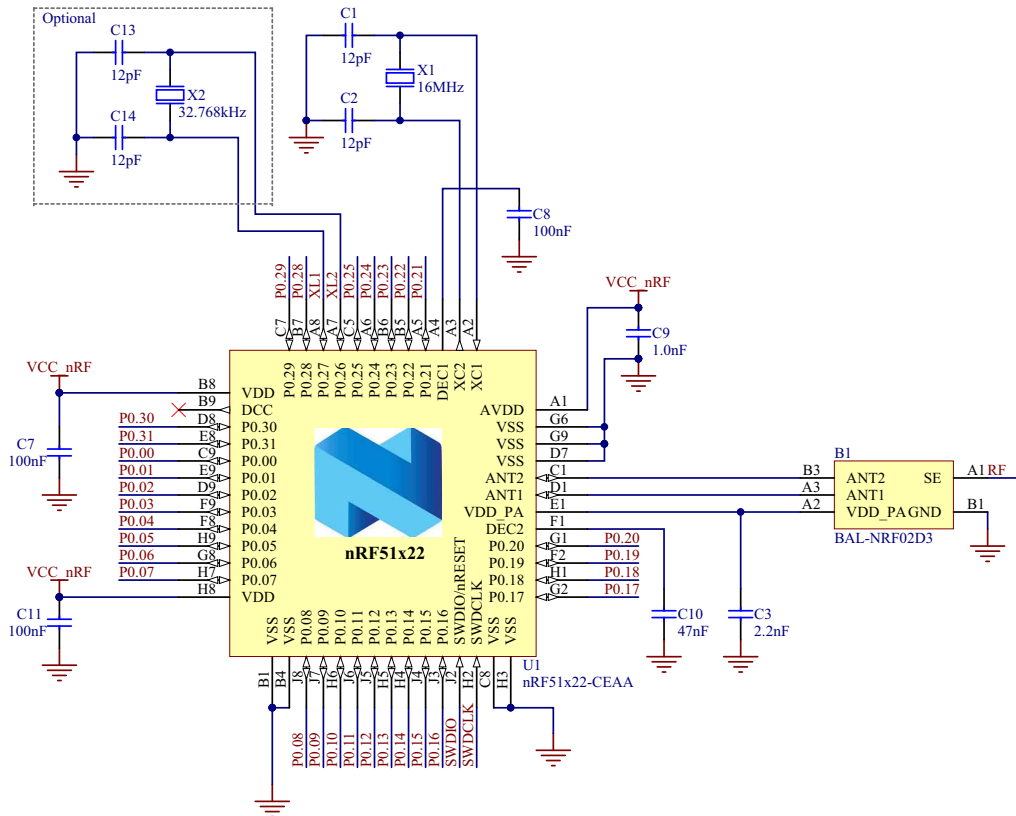 Optional
C13
12pF
X2
32.768kHz
C14
12pF
C1
12pF
X1
16MHz
C2
12pF
C8
100nF
P0.29
P0.28
XL1
XL2
P0.25
P0.24
P0.23
P0.22
P0.21
C7
B7
A8
A7
C5
A6
B6
B5
A5
A4
A3
A2
P0.29
P0.28
P0.27
P0.26
P0.25
P0.24
P0.23
P0.22
P0.21
DEC1
XC2
XC1
VCC_nRF
C9
1.0nF
VCC_nRF
C7
100nF
B8 VDD
B9 DCC
P0.30 D8 P0.30
P0.31 E8 P0.31
P0.00 C9 P0.00
P0.01 E9 P0.01
P0.02 D9 P0.02
P0.03 F9 P0.03
P0.04 F8 P0.04
P0.05 H9 P0.05
P0.06 G8 P0.06
P0.07 H7 P0.07
H8 VDD
VCC_nRF
C11
100nF
nRF51x22
AVDD A1
VSS G6
VSS G9
VSS D7
ANT2 C1
ANT1 D1
VDD_PA E1
DEC2 F1
P0.20 G1 P0.20
P0.19 F2 P0.19
P0.18 H1 P0.18
P0.17 G2 P0.17
B1
B3 ANT2 SE A1 RF
A3 ANT1
A2 VDD_PA GND B1
BAL-NRF02D3
C10
47nF
C3
2.2nF
VSS
VSS
P0.08
P0.09
P0.10
P0.11
P0.12
P0.13
P0.14
P0.15
P0.16
SWDIO/nRESET
SWDCLK
VSS
VSS
U1
nRF51x22-CEAA
B1
B4
J8
J7
H6
J6
J5
H5
H4
J4
J3
J2
H2
C8
H3
P0.08
P0.09
P0.10
P0.11
P0.12
P0.13
P0.14
P0.15
P0.16
SWDIO
SWDCLK